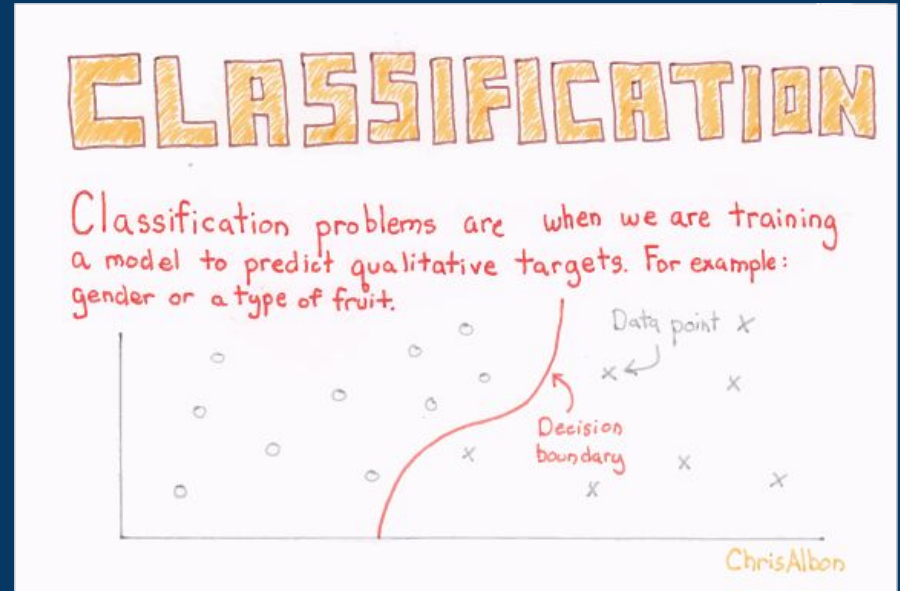 CLASSIFICATION
Classification problems are when we are training
a model to predict qualitative targets. For example:
gender or a type of fruit.
Data point
Decision
boundary
ChrisAlbon